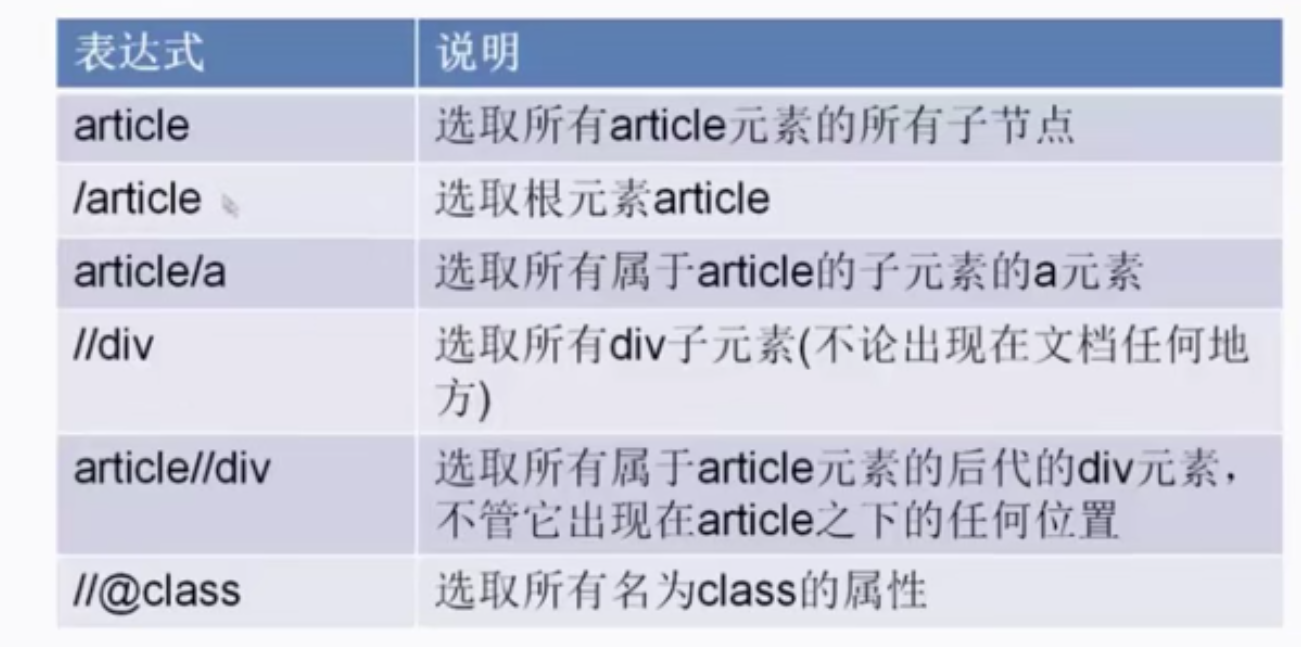 表达式 说明
article 选取所有article元素的所有子节点
/article 选取根元素article
article/a 选取所有属于article的子元素的a元素
//div 选取所有div子元素(不论出现在文档任何地
方)
article//div 选取所有属于article元素的后代的div元素，
不管它出现在article之下的任何位置
//@class 选取所有名为class的属性